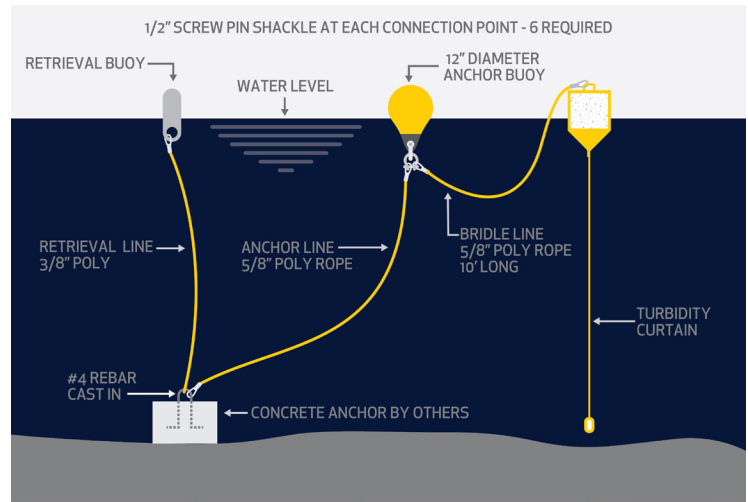 1/2" SCREW PIN SHACKLE AT EACH CONNECTION POINT - 6 REQUIRED
RETRIEVAL BUOY
WATER LEVEL
12" DIAMETER
ANCHOR BUOY
RETRIEVAL LINE
3/8" POLY
ANCHOR LINE
5/8" POLY ROPE
BRIDLE LINE
5/8" POLY ROPE
10' LONG
TURBIDITY
CURTAIN
#4 REBAR
CAST IN
CONCRETE ANCHOR BY OTHERS